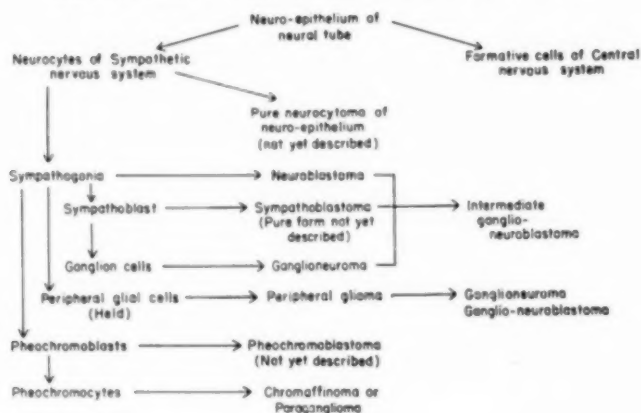 Neuro-epithelium of
neural tube
Neurocytes of Sympathetic
nervous system
Formative cells of Central
nervous system
Pure neurocytoma of
neuro-epithelium
(not yet described)
Sympathogonia
Neuroblastoma
Sympathoblast
Sympathoblastoma
(Pure form not yet
described)
Intermediate
ganglio-
neuroblastoma
Ganglion cells
Ganglioneuroma
Peripheral glial cells
(Held)
Peripheral glioma
Ganglioneuroma
Ganglio-neuroblastoma
Pheochromoblasts
Pheochromoblastoma
(Not yet described)
Pheochromocytes
Chromaffinoma or
Paraganglioma